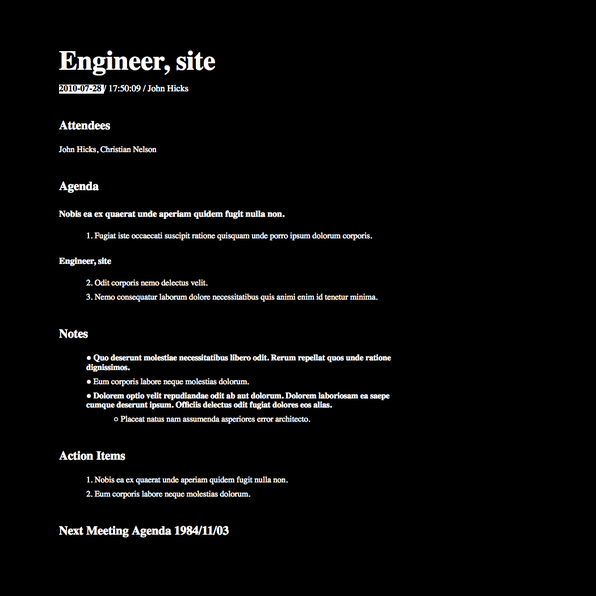 Engineer, site
2010-07-28 / 17:50:09 / John Hicks
Attendees
John Hicks, Christian Nelson
Agenda
Nobis ea ex quaerat unde aperiam quidem fugit nulla non.
1. Fugiat iste occaecati suscipit ratione quisquam unde porro ipsum dolorum corporis.
Engineer, site
2. Odit corporis nemo delectus velit.
3. Nemo consequatur laborum dolore necessitatibus quis animi enim id tenetur minima.
Notes
● Quo deserunt molestiae necessitatibus libero odit. Rerum repellat quos unde ratione
dignissimos.
● Eum corporis labore neque molestias dolorum.
● Dolorem optio velit repudiandae odit ab aut dolorum. Dolorem laboriosam ea saepe
cumque deserunt ipsum. Officiis delectus odit fugiat dolores eos alias.
○ Placeat natus nam assumenda asperiores error architecto.
Action Items
1. Nobis ea ex quaerat unde aperiam quidem fugit nulla non.
2. Eum corporis labore neque molestias dolorum.
Next Meeting Agenda 1984/11/03